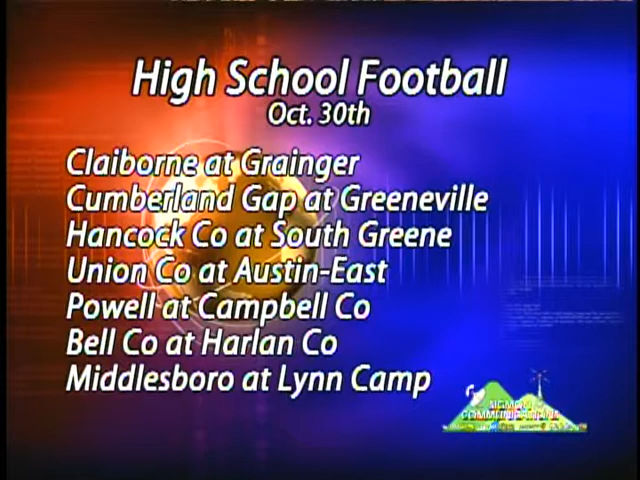 High School Football
Oct. 30th
Claiborne at Grainger
Cumberland Gap at Greeneville
Hancock Co at South Greene
Union Co at Austin-East
Powell at Campbell Co
Bell Co at Harlan Co
Middlesboro at Lynn Camp
COMMUNICATIONS